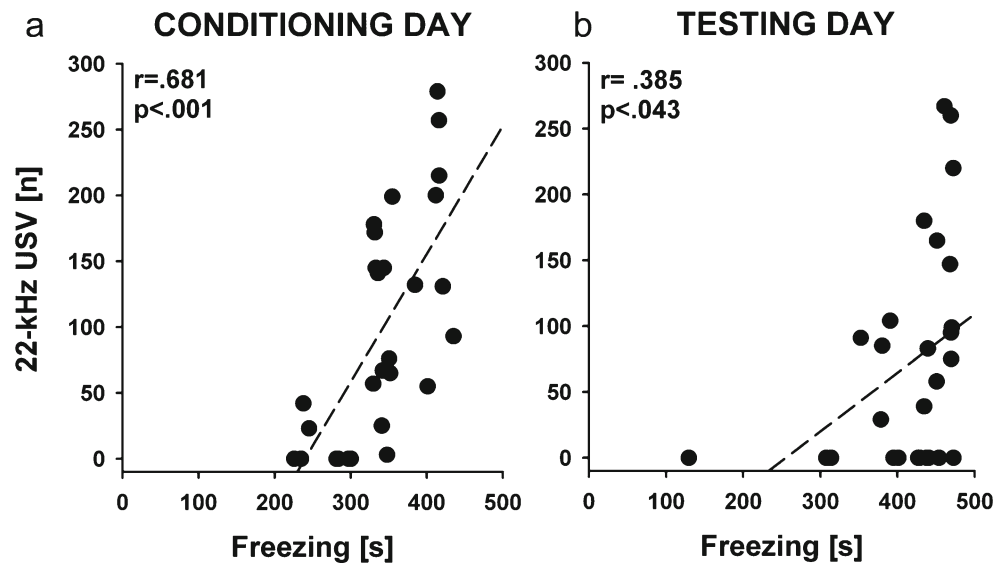 a CONDITIONING DAY
r=.681
p<.001
300
250
200
150
100
50
0
22-kHz USV [n]
0 100 200 300 400 500
Freezing [s]
b TESTING DAY
r= .385
p<.043
300
250
200
150
100
50
0
0 100 200 300 400 500
Freezing [s]